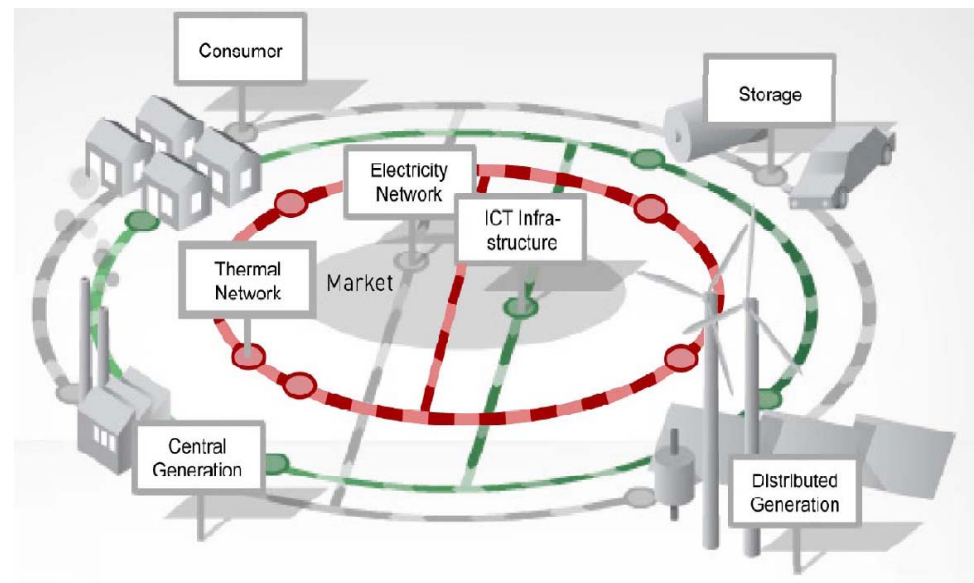 Consumer
Storage
Electricity
Network
ICT Infra-
structure
Thermal
Network
Market
Central
Generation
Distributed
Generation